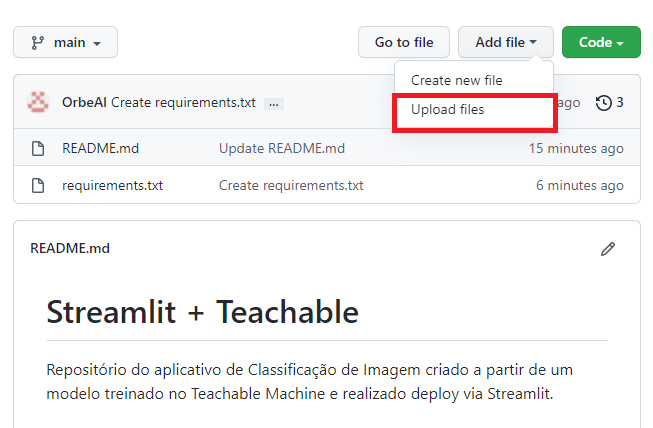 main
Go to file
Add file
Code
Create new file
Upload files
OrbeAI Create requirements.txt ...
ago
3
README.md Update README.md 15 minutes ago
requirements.txt Create requirements.txt 6 minutes ago
README.md
Streamlit + Teachable
Repositório do aplicativo de Classificação de Imagem criado a partir de um
modelo treinado no Teachable Machine e realizado deploy via Streamlit.